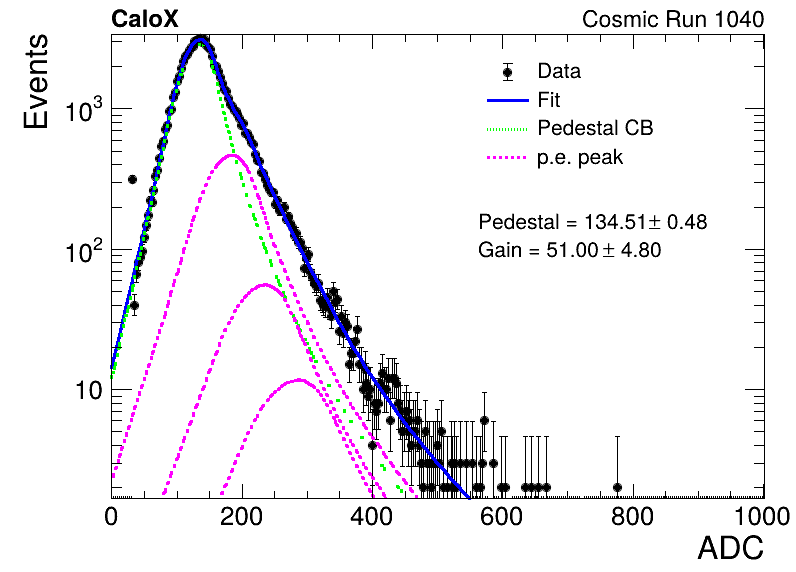 CaloX Cosmic Run 1040
Events
Data
Fit
Pedestal CB
p.e. peak
Pedestal = 134.51± 0.48
Gain = 51.00 ± 4.80
10³
10²
10
0 200 400 600 800 1000
ADC